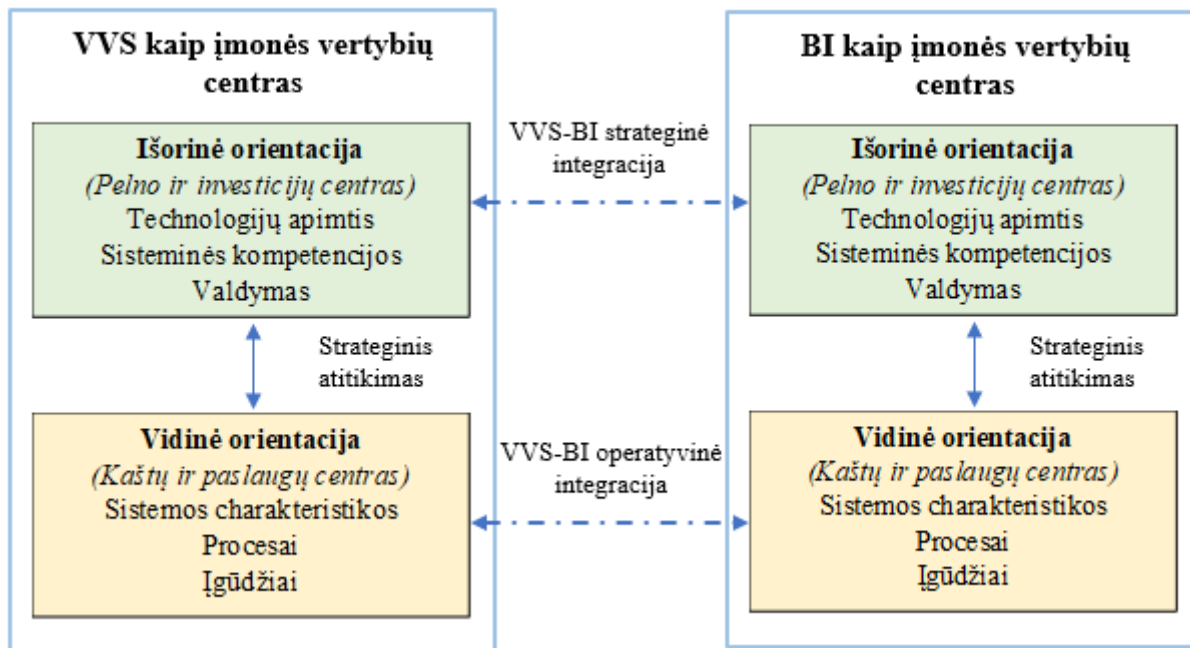 VVS kaip įmonės vertybių
centras
Išorinė orientacija
(Pelno ir investicijų centras)
Technologijų apimtis
Sisteminės kompetencijos
Valdymas
Strateginis
atitikimas
Vidinė orientacija
(Kaštų ir paslaugų centras)
Sistemos charakteristikos
Procesai
Įgūdžiai
VVS-BI strateginė
integracija
VVS-BI operatyvinė
integracija
BI kaip įmonės vertybių
centras
Išorinė orientacija
(Pelno ir investicijų centras)
Technologijų apimtis
Sisteminės kompetencijos
Valdymas
Strateginis
atitikimas
Vidinė orientacija
(Kaštų ir paslaugų centras)
Sistemos charakteristikos
Procesai
Įgūdžiai